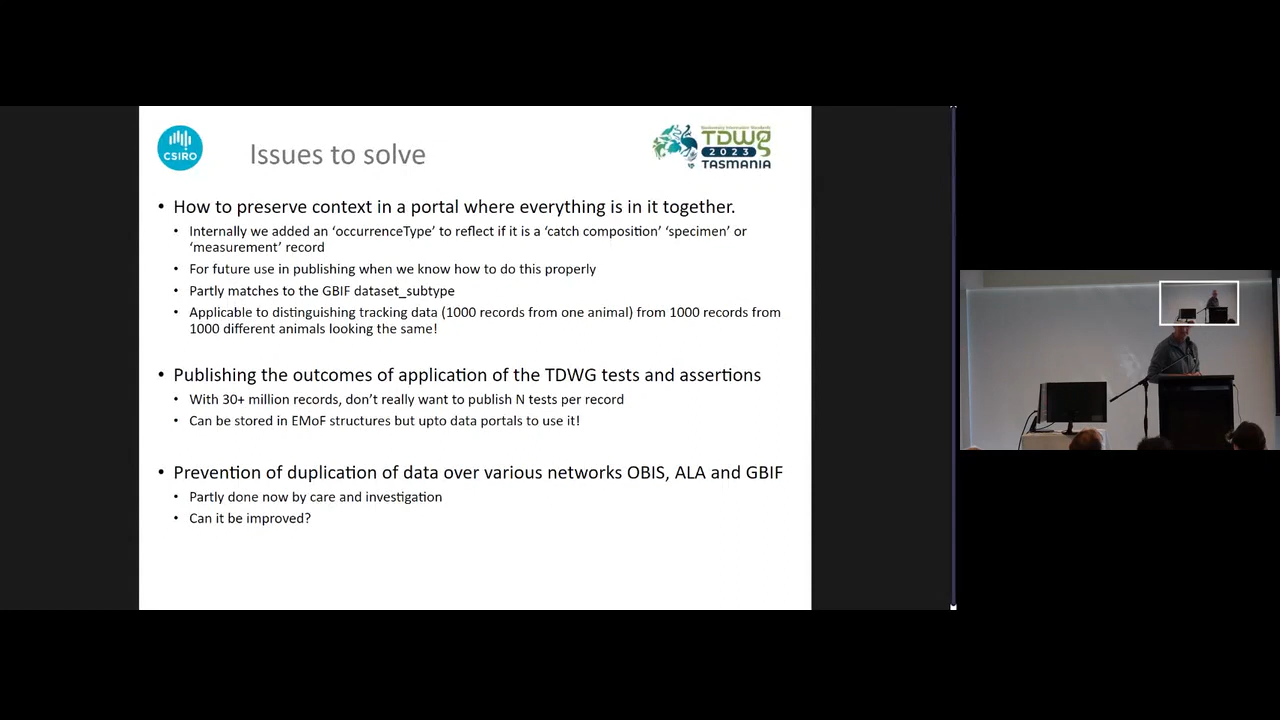 CSIRO
Issues to solve
Biodiversity Information Standards
TDWG
2023
TASMANIA
• How to preserve context in a portal where everything is in it together.
• Internally we added an ‘occurrenceType’ to reflect if it is a ‘catch composition’ ‘specimen’ or
‘measurement’ record
• For future use in publishing when we know how to do this properly
• Partly matches to the GBIF dataset_subtype
• Applicable to distinguishing tracking data (1000 records from one animal) from 1000 records from
1000 different animals looking the same!
• Publishing the outcomes of application of the TDWG tests and assertions
• With 30+ million records, don’t really want to publish N tests per record
• Can be stored in EMoF structures but upto data portals to use it!
• Prevention of duplication of data over various networks OBIS, ALA and GBIF
• Partly done now by care and investigation
• Can it be improved?